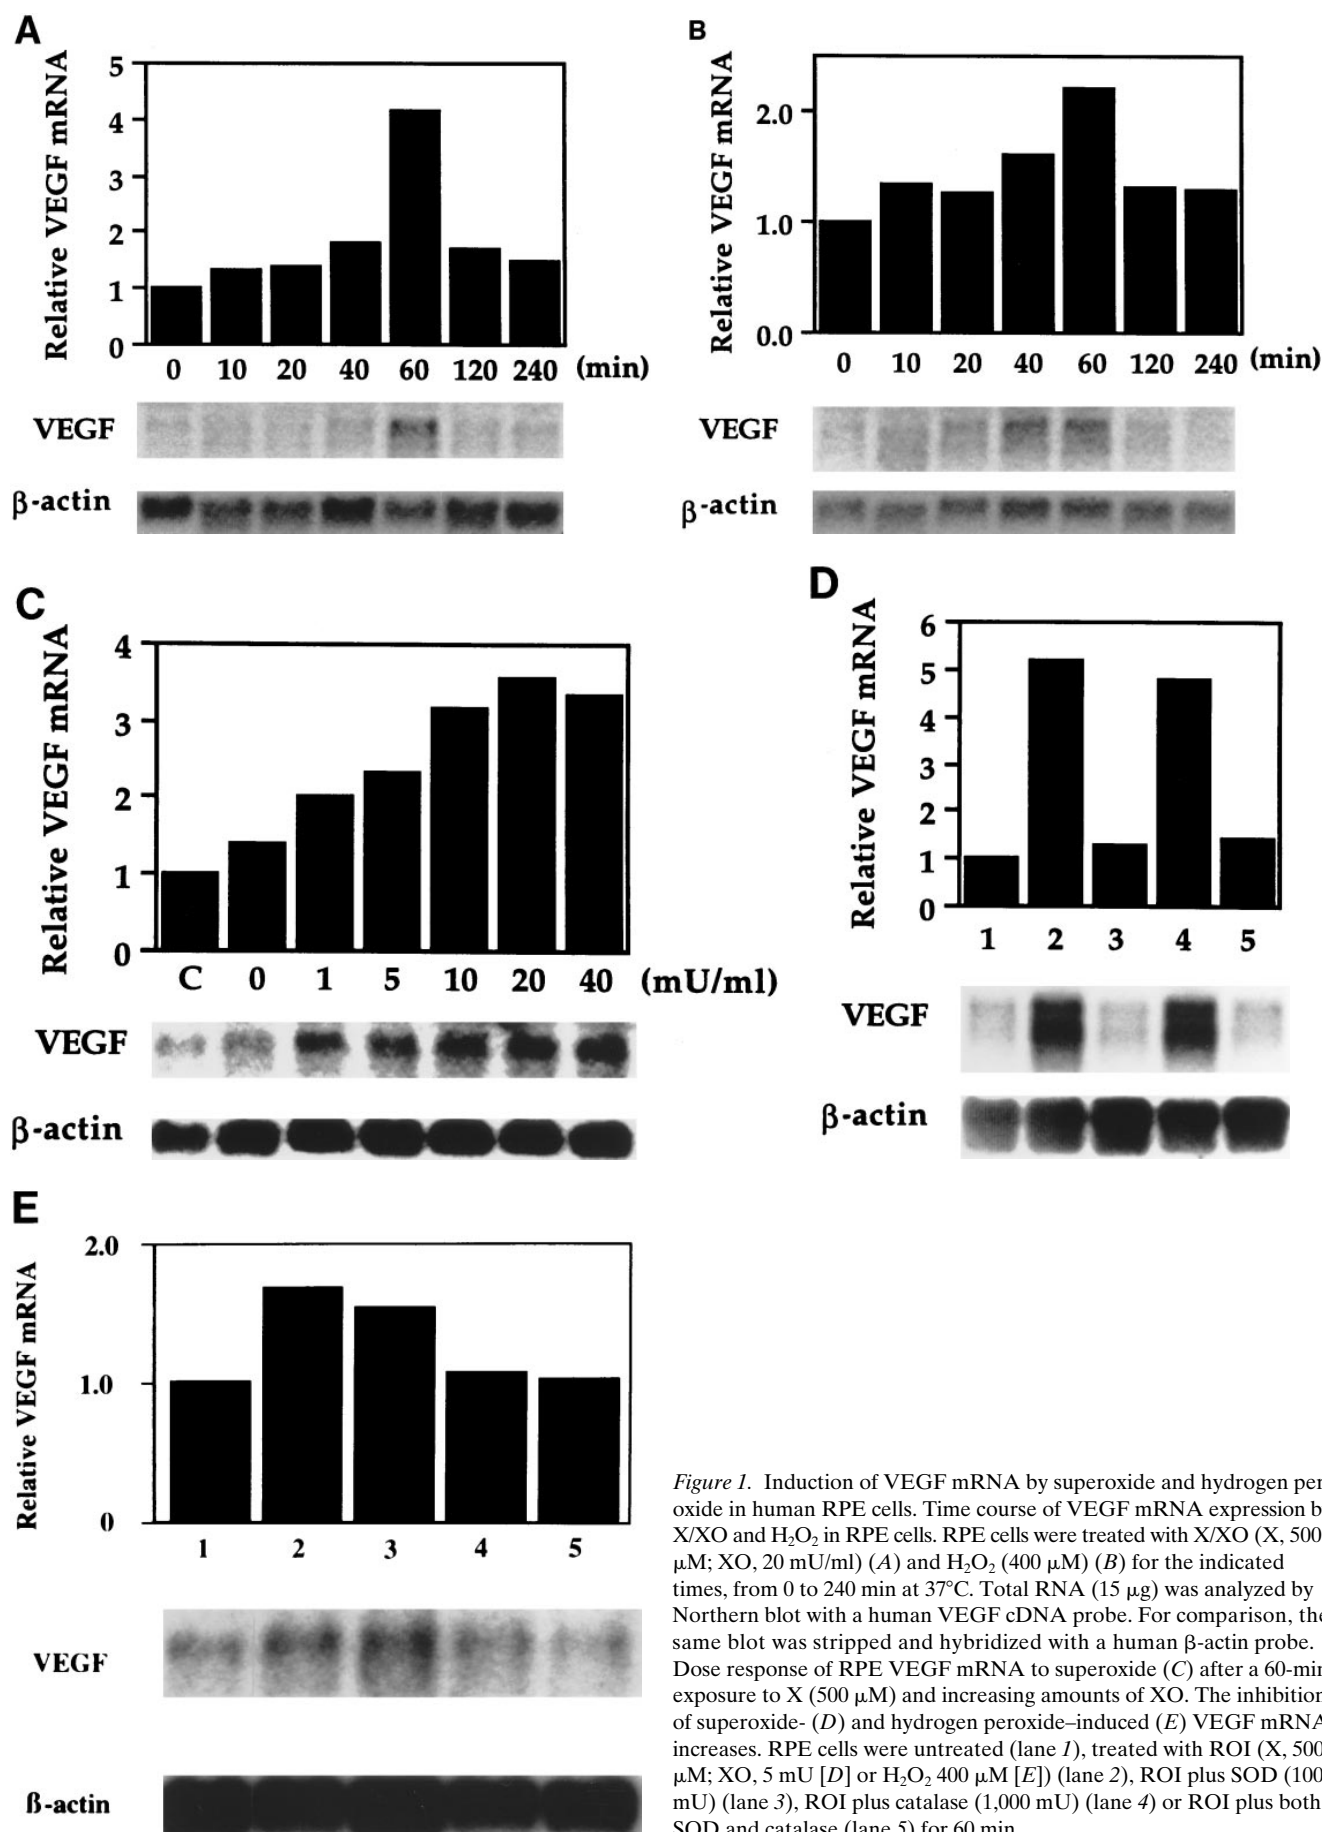 A
Relative VEGF mRNA
5
4
3
2
1
0
0 10 20 40 60 120 240 (min)
VEGF
β-actin
B
Relative VEGF mRNA
2.0
1.0
0.0
0 10 20 40 60 120 240 (min)
VEGF
β-actin
C
Relative VEGF mRNA
4
3
2
1
0
C 0 1 5 10 20 40 (mU/ml)
VEGF
β-actin
D
Relative VEGF mRNA
6
5
4
3
2
1
0
1 2 3 4 5
VEGF
β-actin
E
Relative VEGF mRNA
2.0
1.0
0
1 2 3 4 5
VEGF
ß-actin
Figure 1. Induction of VEGF mRNA by superoxide and hydrogen per
oxide in human RPE cells. Time course of VEGF mRNA expression b
X/XO and H₂O₂ in RPE cells. RPE cells were treated with X/XO (X, 500
μM; XO, 20 mU/ml) (A) and H₂O₂ (400 μM) (B) for the indicated
times, from 0 to 240 min at 37°C. Total RNA (15 μg) was analyzed by
Northern blot with a human VEGF cDNA probe. For comparison, the
same blot was stripped and hybridized with a human β-actin probe.
Dose response of RPE VEGF mRNA to superoxide (C) after a 60-min
exposure to X (500 μM) and increasing amounts of XO. The inhibition
of superoxide- (D) and hydrogen peroxide–induced (E) VEGF mRNA
increases. RPE cells were untreated (lane 1), treated with ROI (X, 500
μM; XO, 5 mU [D] or H₂O₂ 400 μM [E]) (lane 2), ROI plus SOD (100
mU) (lane 3), ROI plus catalase (1,000 mU) (lane 4) or ROI plus both
SOD and catalase (lane 5) for 60 min